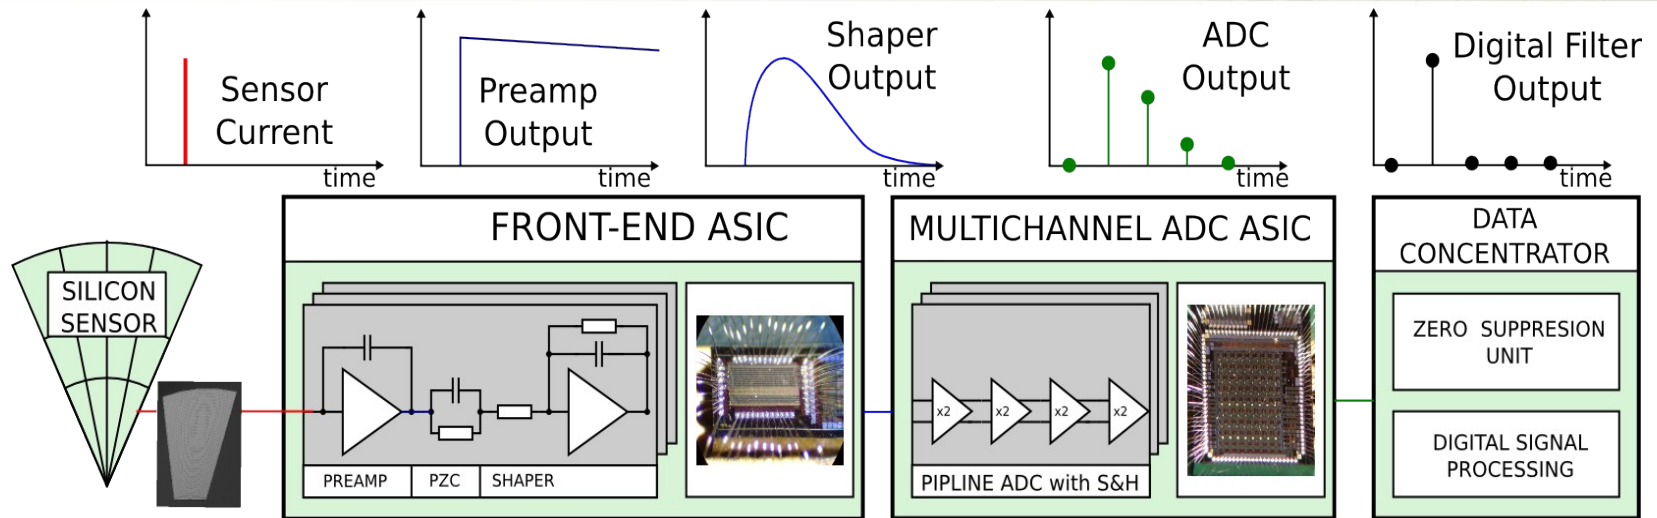 Sensor
Current
time
Preamp
Output
time
Shaper
Output
time
ADC
Output
time
Digital Filter
Output
time
SILICON
SENSOR
FRONT-END ASIC
PREAMP
PZC
SHAPER
MULTICHANNEL ADC ASIC
x2
x2
x2
x2
PIPLINE ADC with S&H
DATA
CONCENTRATOR
ZERO SUPPRESION
UNIT
DIGITAL SIGNAL
PROCESSING